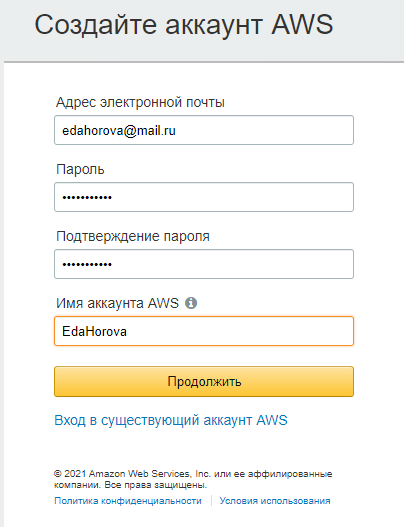 Создайте аккаунт AWS
Адрес электронной почты
edahorova@mail.ru
Пароль
•••••••••••
Подтверждение пароля
•••••••••••
Имя аккаунта AWS
EdaHorova
Продолжить
Вход в существующий аккаунт AWS
© 2021 Amazon Web Services, Inc. или ее аффилированные
компании. Все права защищены.
Политика конфиденциальности | Условия использования